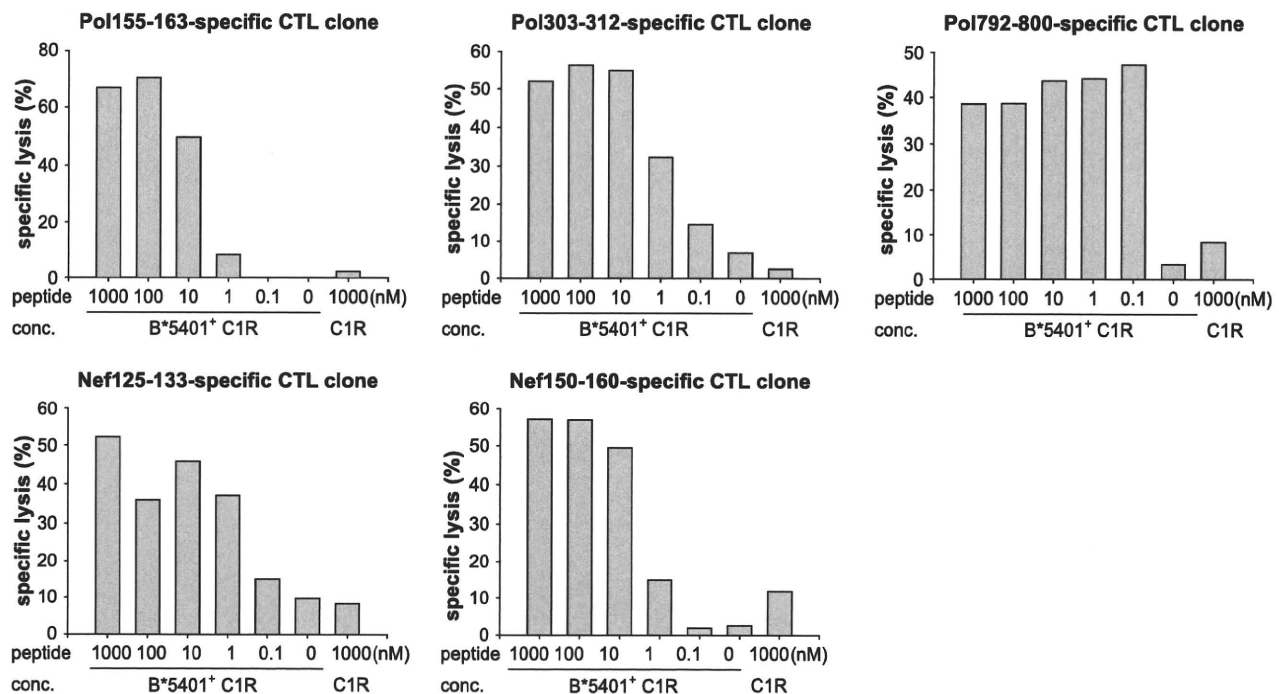 Pol155-163-specific CTL clone
specific lysis (%)
80
60
40
20
0
peptide 1000 100 10 1 0.1 0 1000(nM)
conc. B*5401⁺ C1R C1R
Pol303-312-specific CTL clone
specific lysis (%)
60
50
40
30
20
10
0
peptide 1000 100 10 1 0.1 0 1000(nM)
conc. B*5401⁺ C1R C1R
Pol792-800-specific CTL clone
specific lysis (%)
50
40
30
20
10
0
peptide 1000 100 10 1 0.1 0 1000(nM)
conc. B*5401⁺ C1R C1R
Nef125-133-specific CTL clone
specific lysis (%)
60
50
40
30
20
10
0
peptide 1000 100 10 1 0.1 0 1000(nM)
conc. B*5401⁺ C1R C1R
Nef150-160-specific CTL clone
specific lysis (%)
60
50
40
30
20
10
0
peptide 1000 100 10 1 0.1 0 1000(nM)
conc. B*5401⁺ C1R C1R